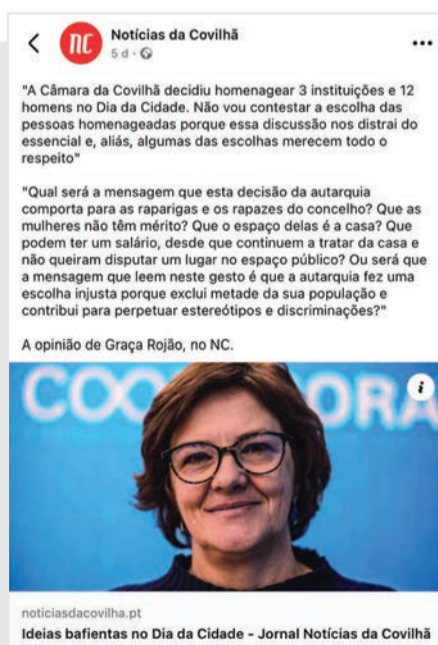 nc
Notícias da Covilhã
5 d ·
"A Câmara da Covilhã decidiu homenagear 3 instituições e 12
homens no Dia da Cidade. Não vou contestar a escolha das
pessoas homenageadas porque essa discussão nos distrai do
essencial e, aliás, algumas das escolhas merecem todo o
respeito"
"Qual será a mensagem que esta decisão da autarquia
comporta para as raparigas e os rapazes do concelho? Que as
mulheres não têm mérito? Que o espaço delas é a casa? Que
podem ter um salário, desde que continuem a tratar da casa e
não queiram disputar um lugar no espaço público? Ou será que
a mensagem que leem neste gesto é que a autarquia fez uma
escolha injusta porque exclui metade da sua população e
contribui para perpetuar estereótipos e discriminações?"
A opinião de Graça Rojão, no NC.
COO ORA
i
noticiasdacovilha.pt
Ideias bafientas no Dia da Cidade - Jornal Notícias da Covilhã